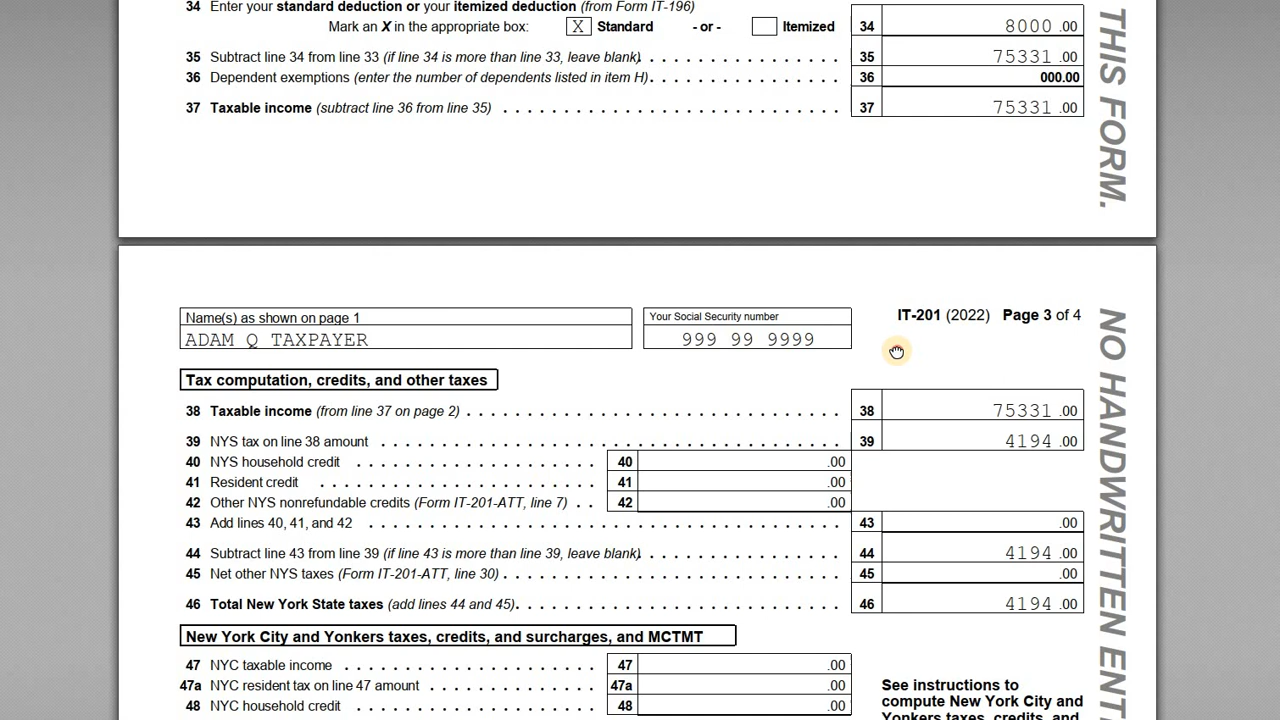 34 Enter your standard deduction or your itemized deduction (from Form IT-196)
Mark an X in the appropriate box: X Standard - or - Itemized 34 8000 .00
35 Subtract line 34 from line 33 (if line 34 is more than line 33, leave blank). . . . . . . . . . . . . . . . 35 75331 .00
36 Dependent exemptions (enter the number of dependents listed in item H). . . . . . . . . . . . . . . 36 000.00
37 Taxable income (subtract line 36 from line 35) . . . . . . . . . . . . . . . . . . . . . . . . . 37 75331 .00
THIS FORM.
Name(s) as shown on page 1
ADAM Q TAXPAYER
Your Social Security number
999 99 9999
IT-201 (2022) Page 3 of 4
Tax computation, credits, and other taxes
38 Taxable income (from line 37 on page 2) . . . . . . . . . . . . . . . . . . . . . . . . . . . . 38 75331 .00
39 NYS tax on line 38 amount . . . . . . . . . . . . . . . . . . . . . . . . . . . . . . . . . 39 4194 .00
40 NYS household credit . . . . . . . . . . . . . . . . . 40 .00
41 Resident credit . . . . . . . . . . . . . . . . . . . . 41 .00
42 Other NYS nonrefundable credits (Form IT-201-ATT, line 7) . . 42 .00
43 Add lines 40, 41, and 42 . . . . . . . . . . . . . . . . . . . . . . . . . . . . . . . . . . 43 .00
44 Subtract line 43 from line 39 (if line 43 is more than line 39, leave blank). . . . . . . . . . . . . . . . 44 4194 .00
45 Net other NYS taxes (Form IT-201-ATT, line 30) . . . . . . . . . . . . . . . . . . . . . . . . . 45 .00
46 Total New York State taxes (add lines 44 and 45). . . . . . . . . . . . . . . . . . . . . . . . 46 4194 .00
New York City and Yonkers taxes, credits, and surcharges, and MCTMT
47 NYC taxable income . . . . . . . . . . . . . . . . . . 47 .00
47a NYC resident tax on line 47 amount . . . . . . . . . . . . 47a .00
48 NYC household credit . . . . . . . . . . . . . . . . . 48 .00
See instructions to
compute New York City and
Yonkers taxes, credits, and
NO HANDWRITTEN ENT